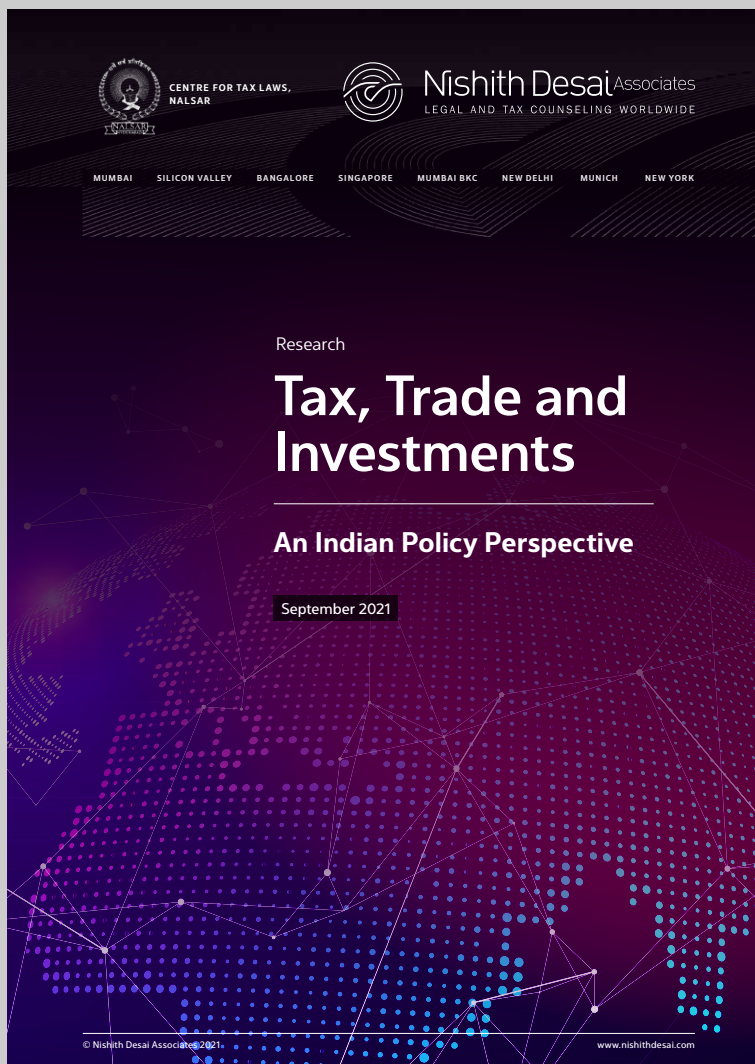 CENTRE FOR TAX LAWS,
NALSAR
NALSAR
Nishith Desai Associates
LEGAL AND TAX COUNSELING WORLDWIDE
MUMBAI SILICON VALLEY BANGALORE SINGAPORE MUMBAI BKC NEW DELHI MUNICH NEW YORK
Research
Tax, Trade and
Investments
An Indian Policy Perspective
September 2021
© Nishith Desai Associates 2021
www.nishithdesai.com